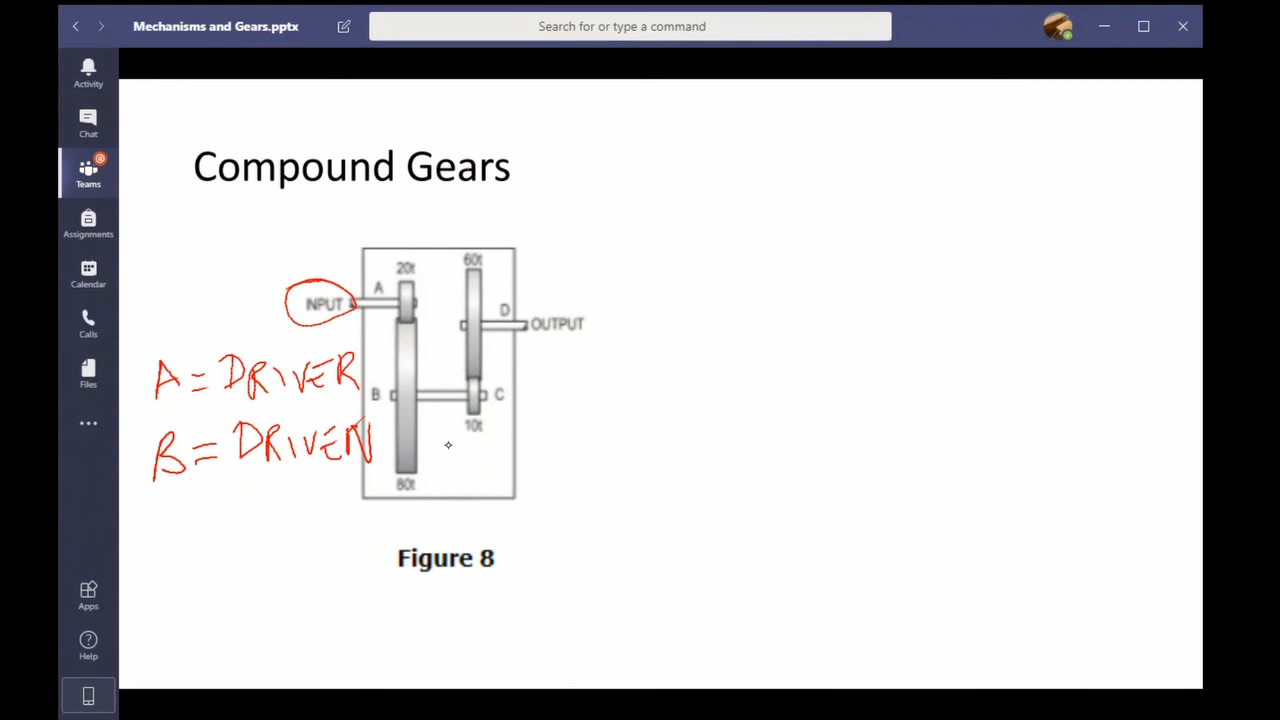 Mechanisms and Gears.pptx
Search for or type a command
Activity
Chat
Teams
Assignments
Calendar
Calls
Files
Apps
Help
Compound Gears
20t
60t
A
INPUT
D
OUTPUT
B
C
10t
80t
A = DRIVER
B = DRIVEN
Figure 8